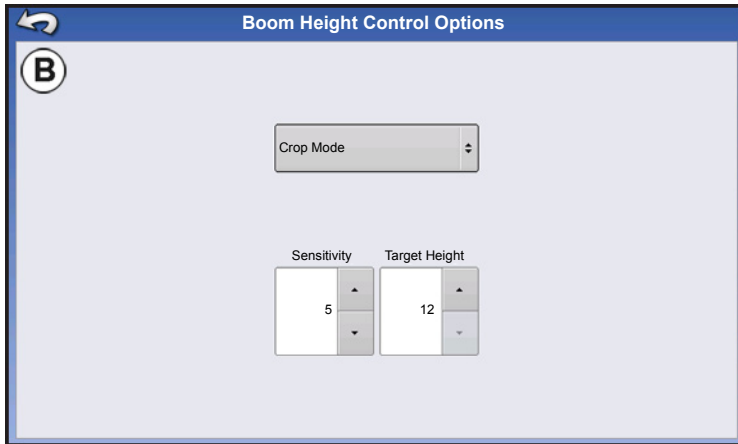 Boom Height Control Options
B
Crop Mode
Sensitivity Target Height
5 12